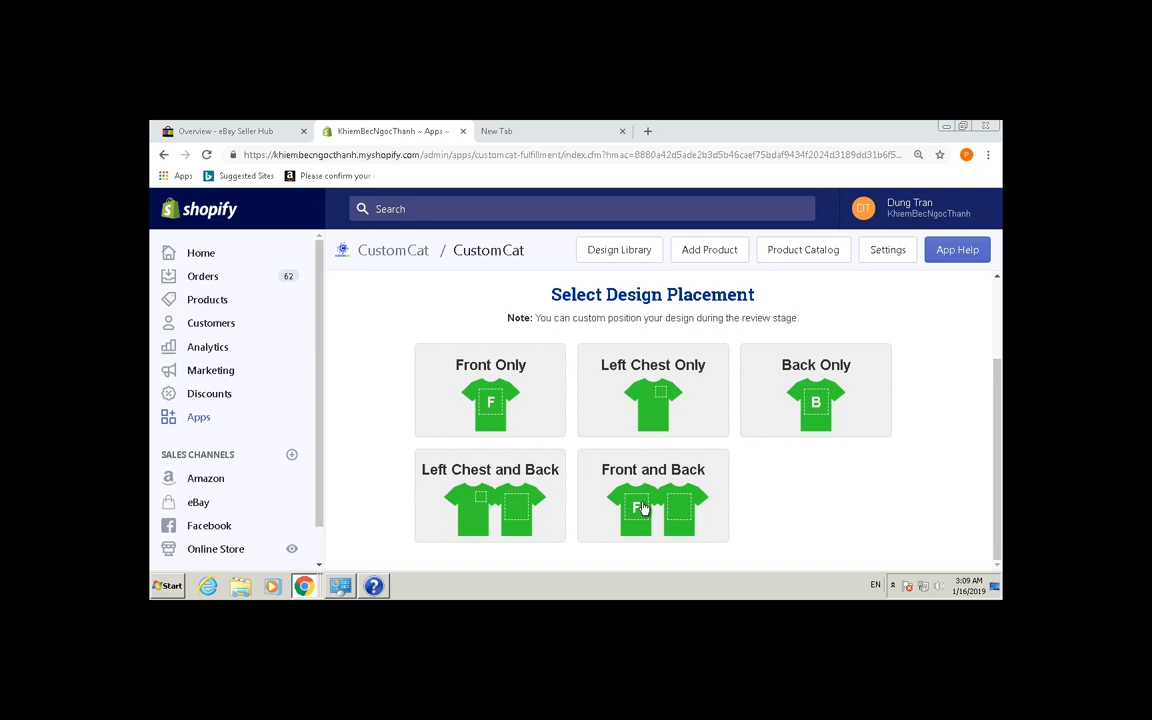 Overview - eBay Seller Hub
KhiemBecNgocThanh ~ Apps ~
New Tab
https://khiembecngocthanh.myshopify.com/admin/apps/customcat-fulfillment/index.cfm?hmac=8880a42d5ade2b3d5b46caef75bdaf9434f2024d3189dd31b6f5...
P
Apps
Suggested Sites
Please confirm your
shopify
Search
DT
Dung Tran
KhiemBecNgocThanh
CustomCat / CustomCat
Design Library
Add Product
Product Catalog
Settings
App Help
Home
Orders 62
Products
Customers
Analytics
Marketing
Discounts
Apps
SALES CHANNELS
Amazon
eBay
Facebook
Online Store
Select Design Placement
Note: You can custom position your design during the review stage.
Front Only
F
Left Chest Only
Back Only
B
Left Chest and Back
Front and Back
F
Start
EN
3:09 AM
1/16/2019